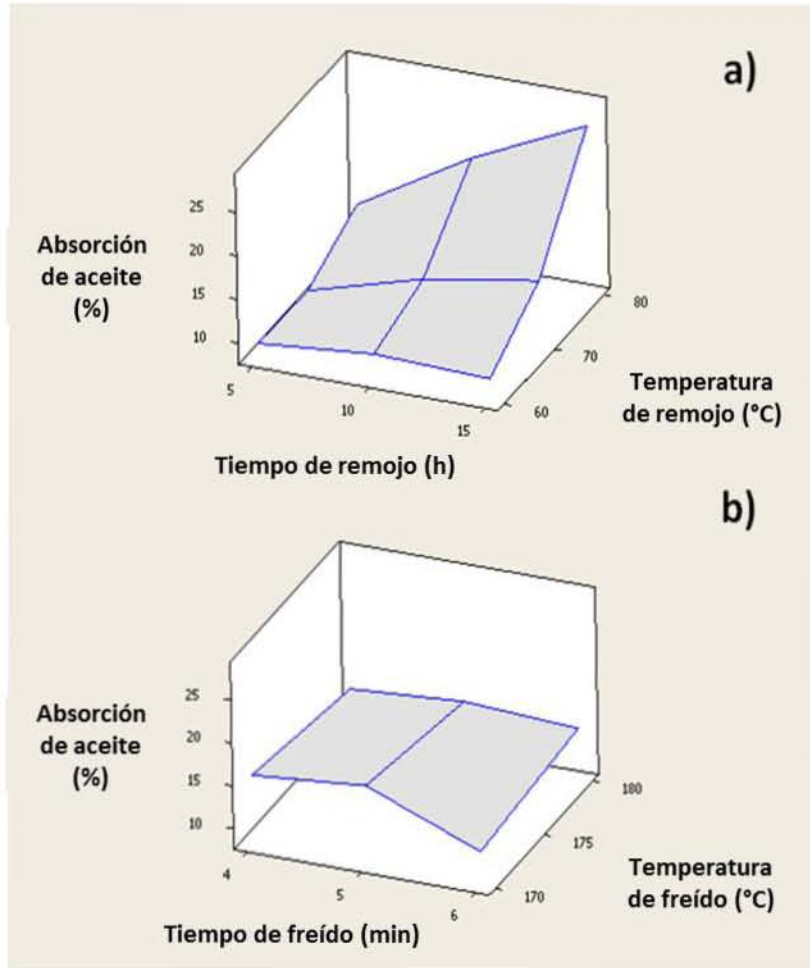 a)
25
Absorción
de aceite
(%)
20
15
10
80
70
60
Temperatura
de remojo (°C)
5
10
15
Tiempo de remojo (h)
b)
25
Absorción
de aceite
(%)
20
15
10
180
175
170
Temperatura
de freído (°C)
4
5
6
Tiempo de freído (min)